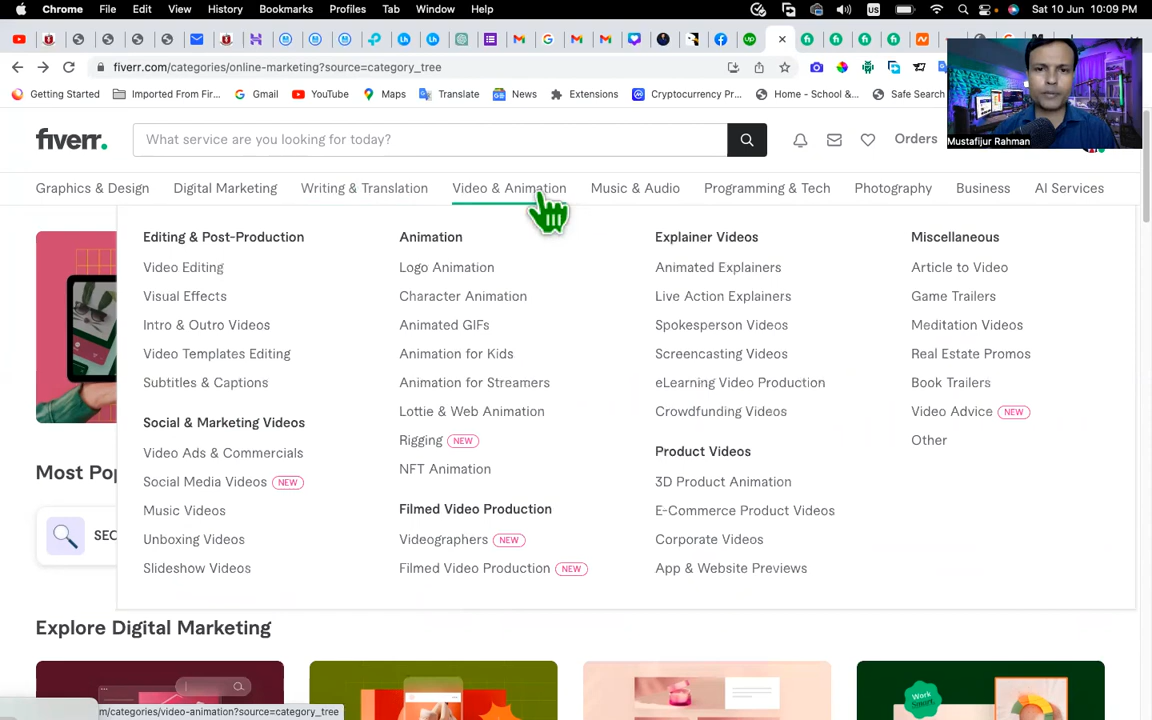 Chrome File Edit View History Bookmarks Profiles Tab Window Help US Sat 10 Jun 10:09 PM
fiverr.com/categories/online-marketing?source=category_tree
Getting Started Imported From Fir... Gmail YouTube Maps Translate News Extensions Cryptocurrency Pr... Home - School &... Safe Search
Mustafijur Rahman
fiverr. What service are you looking for today? Orders
Graphics & Design Digital Marketing Writing & Translation Video & Animation Music & Audio Programming & Tech Photography Business AI Services
Editing & Post-Production
Video Editing
Visual Effects
Intro & Outro Videos
Video Templates Editing
Subtitles & Captions
Social & Marketing Videos
Video Ads & Commercials
Social Media Videos NEW
Music Videos
Unboxing Videos
Slideshow Videos
Animation
Logo Animation
Character Animation
Animated GIFs
Animation for Kids
Animation for Streamers
Lottie & Web Animation
Rigging NEW
NFT Animation
Filmed Video Production
Videographers NEW
Filmed Video Production NEW
Explainer Videos
Animated Explainers
Live Action Explainers
Spokesperson Videos
Screencasting Videos
eLearning Video Production
Crowdfunding Videos
Product Videos
3D Product Animation
E-Commerce Product Videos
Corporate Videos
App & Website Previews
Miscellaneous
Article to Video
Game Trailers
Meditation Videos
Real Estate Promos
Book Trailers
Video Advice NEW
Other
Most Pop
SEO
Explore Digital Marketing
Work Smart.
m/categories/video-animation?source=category_tree